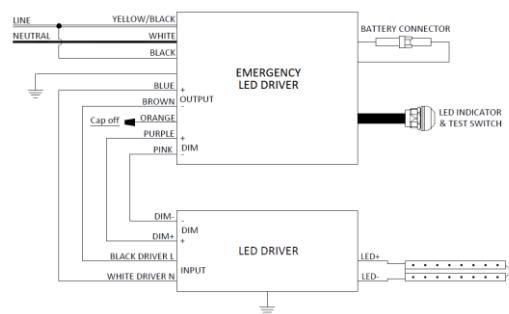 LINE
YELLOW/BLACK
NEUTRAL
WHITE
BLACK
BLUE
+
BROWN
OUTPUT
-
Cap off
ORANGE
PURPLE
+
DIM
PINK
-
EMERGENCY
LED DRIVER
BATTERY CONNECTOR
LED INDICATOR
& TEST SWITCH
DIM-
-
DIM
DIM+
+
BLACK DRIVER L
INPUT
WHITE DRIVER N
LED DRIVER
LED+
LED-